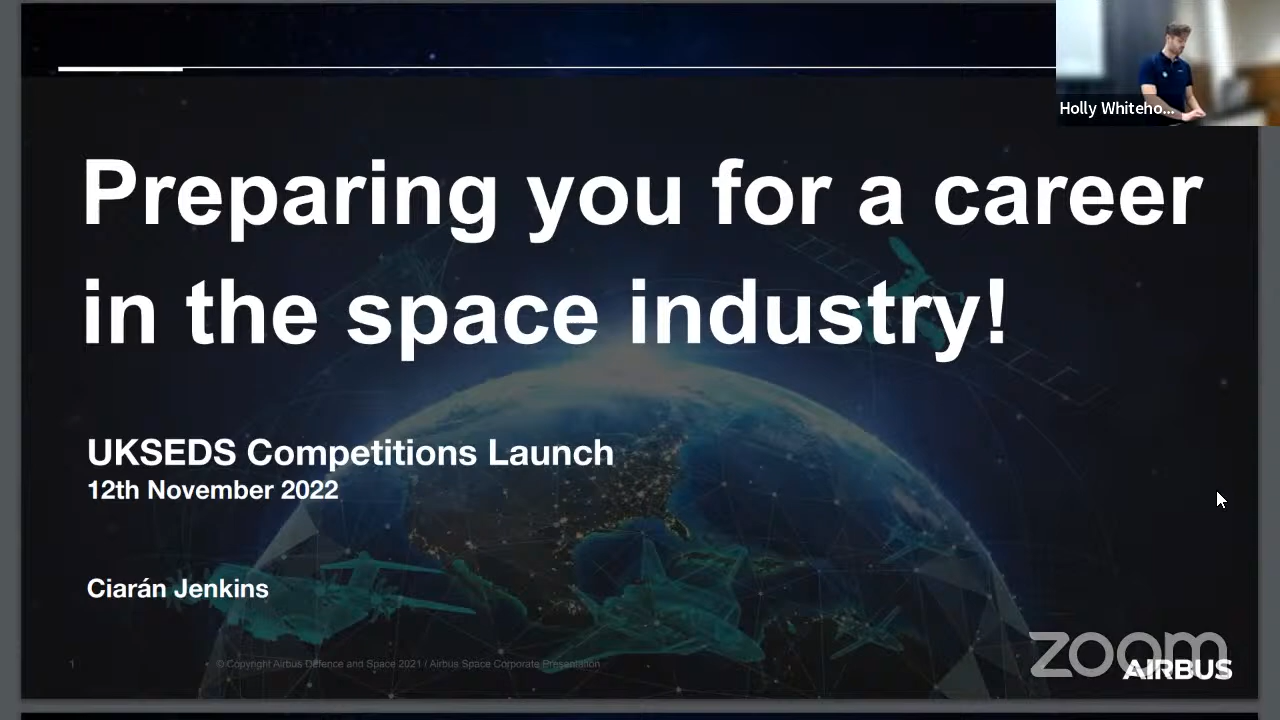 Holly Whiteho...
Preparing you for a career
in the space industry!
UKSEDS Competitions Launch
12th November 2022
Ciarán Jenkins
1
© Copyright Airbus Defence and Space 2021 / Airbus Space Corporate Presentation
zoom
AIRBUS